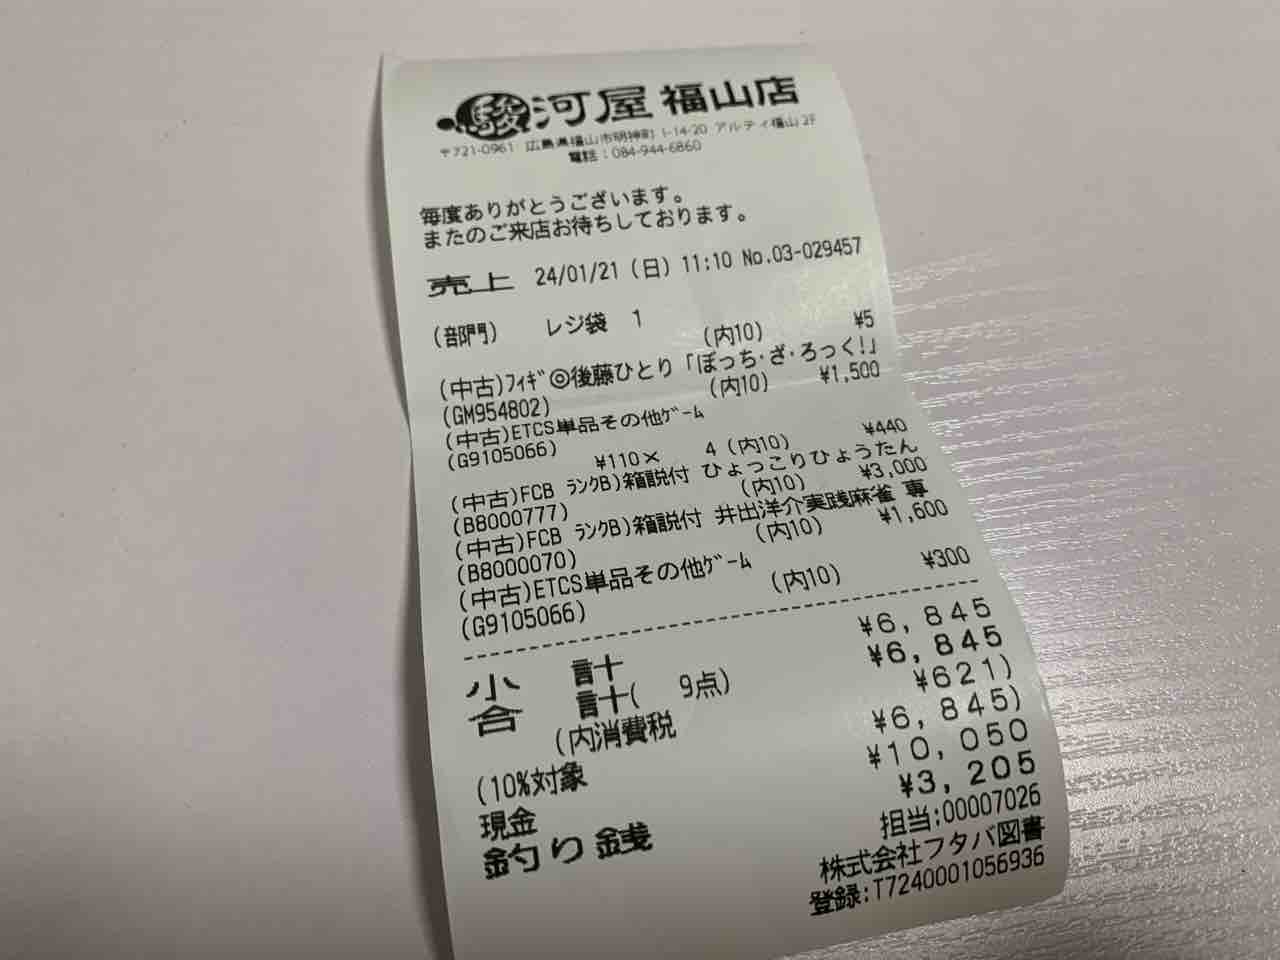 駿河屋 福山店
〒721-0961 広島県福山市明神町 1-14-20 アルティ福山 2F
電話：084-944-6860
毎度ありがとうございます。
またのご来店お待ちしております。
売上 24/01/21 (日) 11:10 No.03-029457
(部門) レジ袋 1
(内10) ¥5
(中古)ﾌｨｷﾞ◎後藤ひとり「ぼっち・ざ・ろっく!」
(GM954802) (内10) ¥1,500
(中古)ETCS単品その他ｹﾞｰﾑ
(G9105066) ¥110× 4 (内10) ¥440
(中古)FCB ﾗﾝｸB)箱説付 ひょっこりひょうたん
(B8000777) (内10) ¥3,000
(中古)FCB ﾗﾝｸB)箱説付 井出洋介実践麻雀 専
(B8000070) (内10) ¥1,600
(中古)ETCS単品その他ｹﾞｰﾑ
(G9105066) (内10) ¥300
小 計 ¥6,845
合 計( 9点) ¥6,845
(内消費税 ¥621)
(10%対象 ¥6,845)
現金 ¥10,050
釣り銭 ¥3,205
担当:00007026
株式会社フタバ図書
登録:T7240001056936